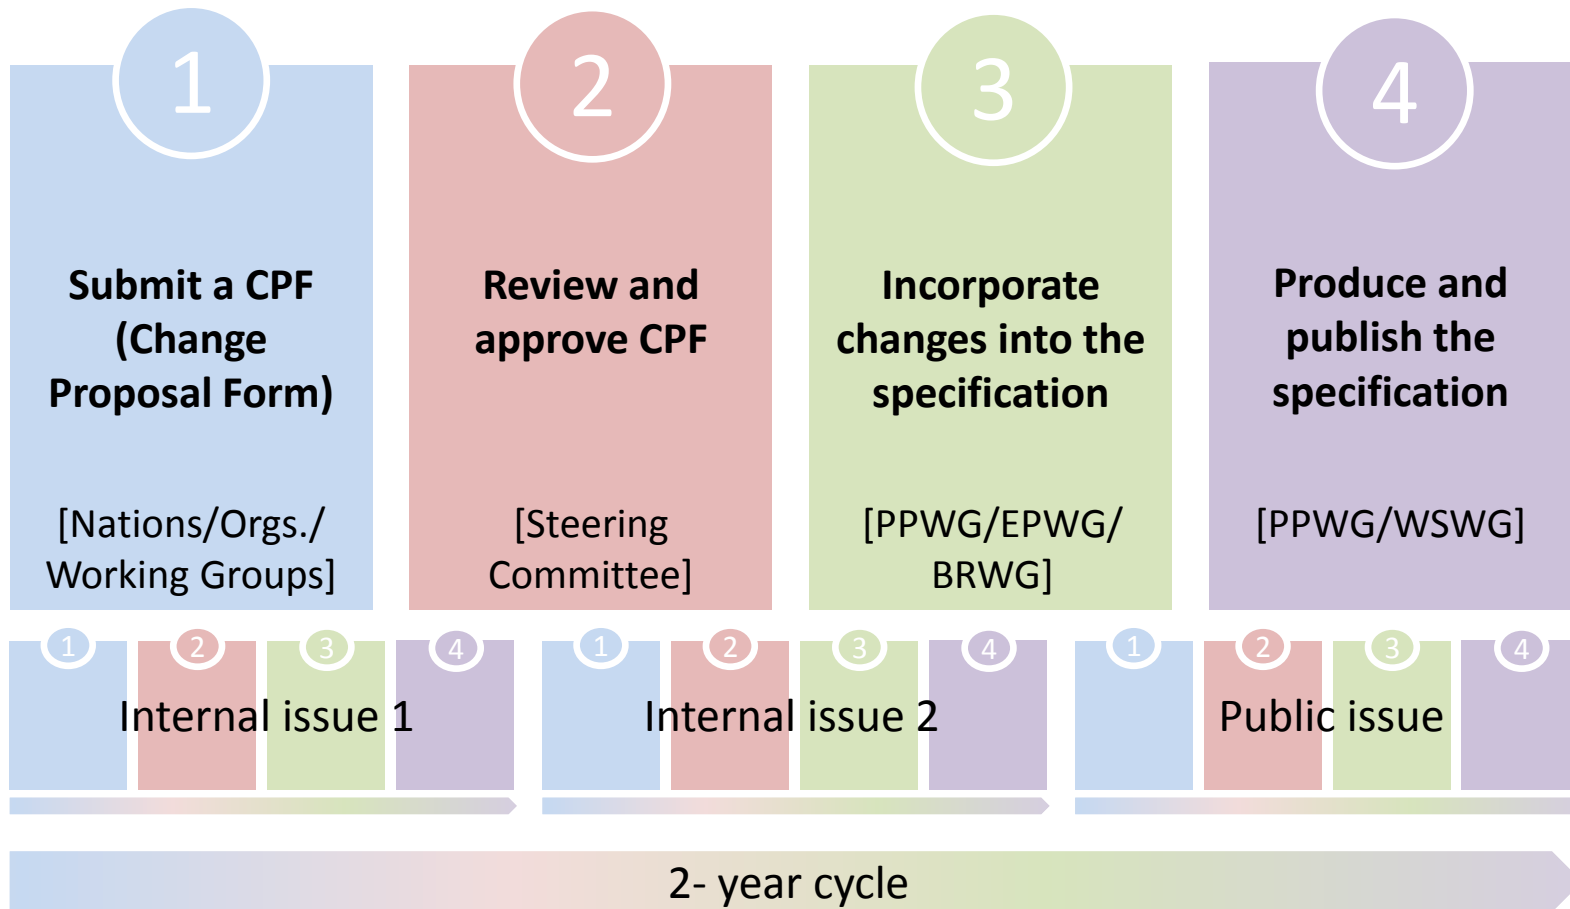 1
Submit a CPF
(Change
Proposal Form)
[Nations/Orgs./
Working Groups]
2
Review and
approve CPF
[Steering
Committee]
3
Incorporate
changes into the
specification
[PPWG/EPWG/
BRWG]
4
Produce and
publish the
specification
[PPWG/WSWG]
1 2 3 4
Internal issue 1
1 2 3 4
Internal issue 2
1 2 3 4
Public issue
2- year cycle